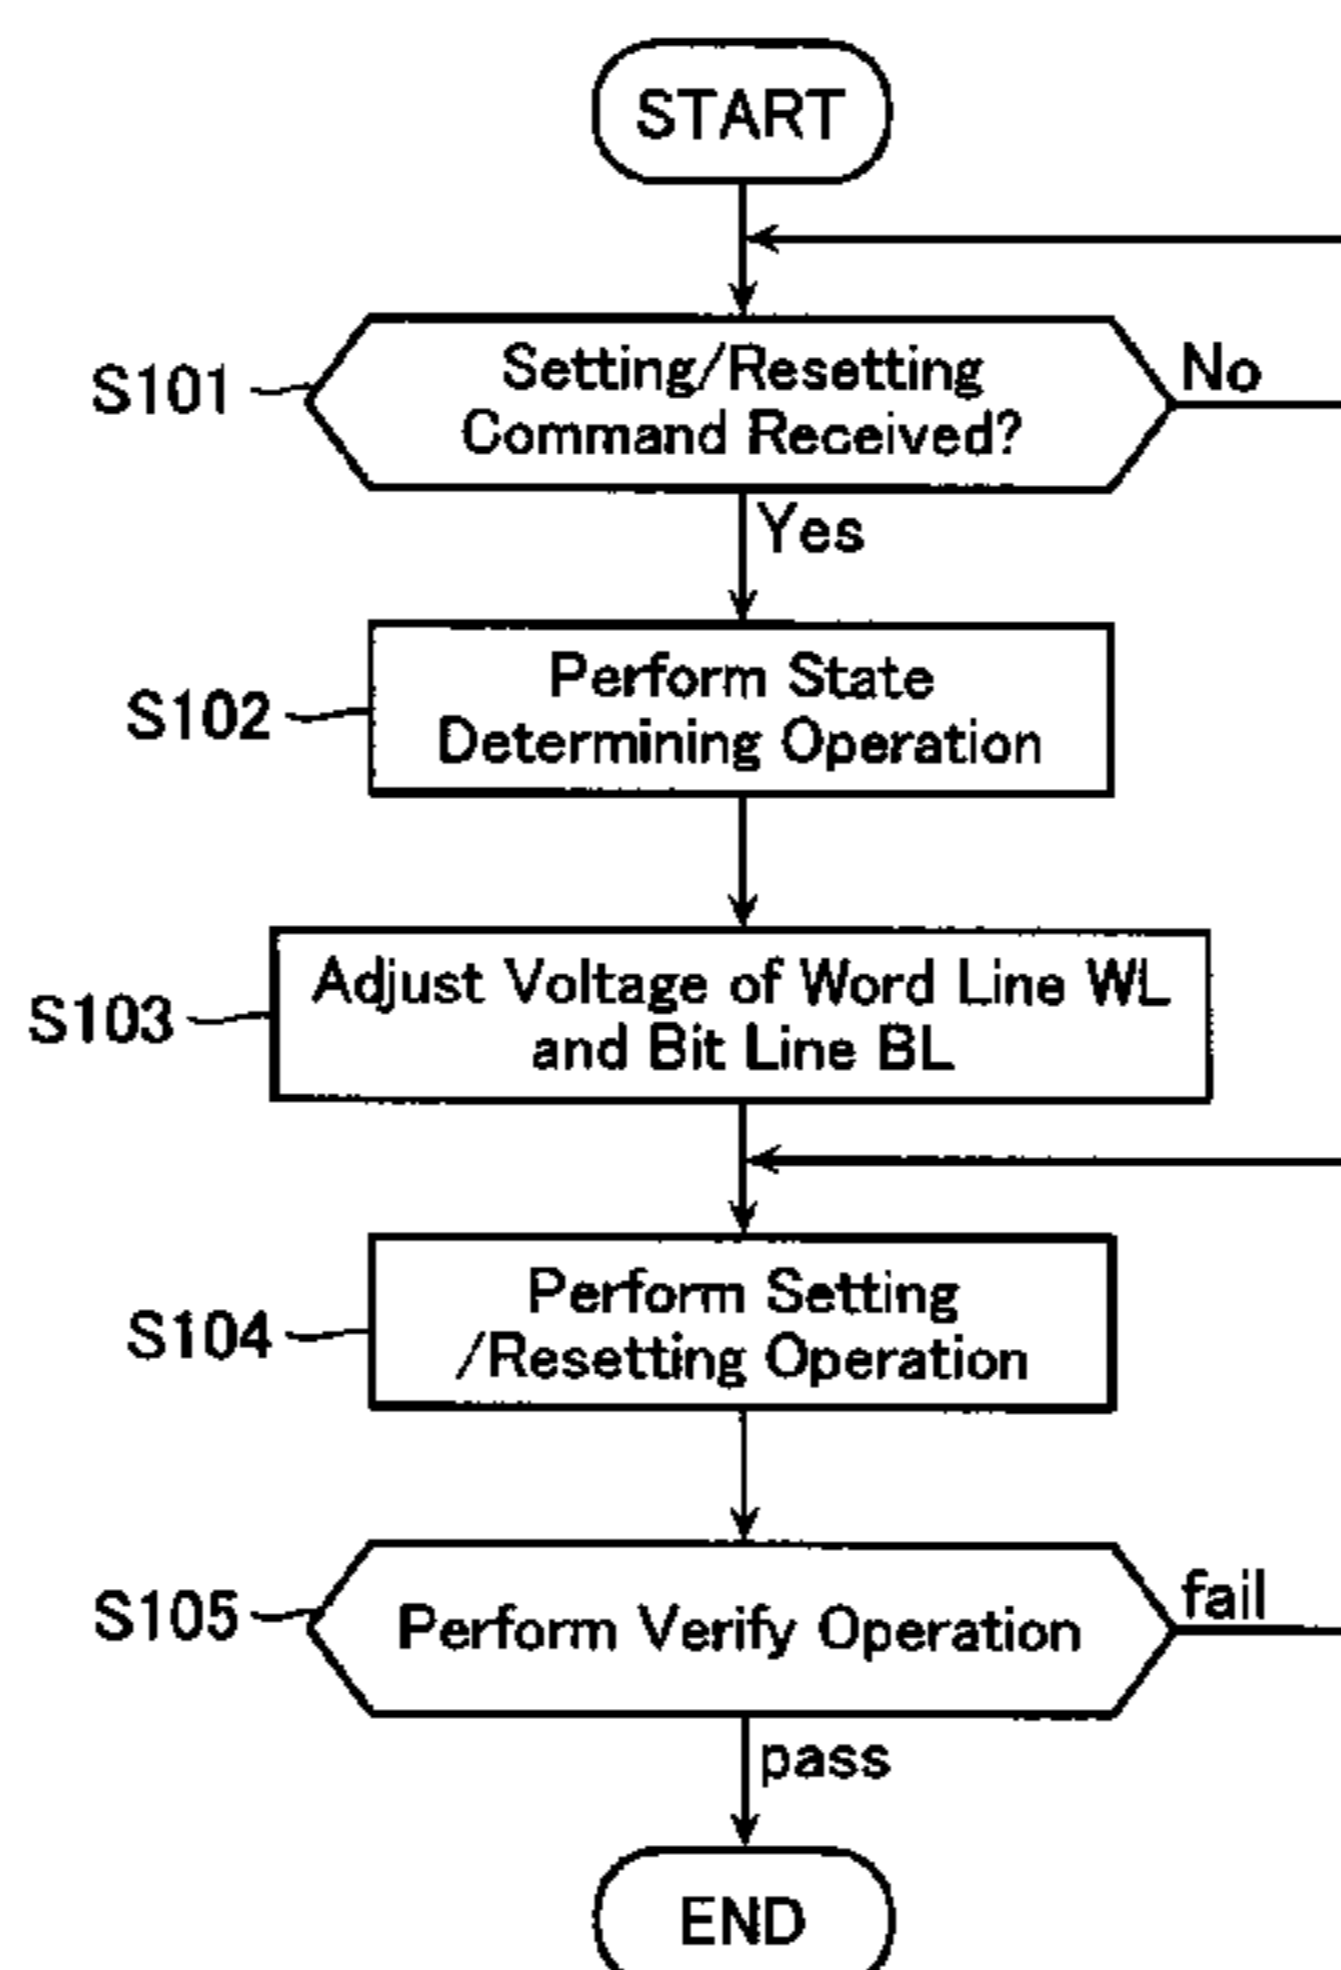 START
S101
Setting/Resetting
Command Received?
No
Yes
S102
Perform State
Determining Operation
S103
Adjust Voltage of Word Line WL
and Bit Line BL
S104
Perform Setting
/Resetting Operation
S105
Perform Verify Operation
fail
pass
END